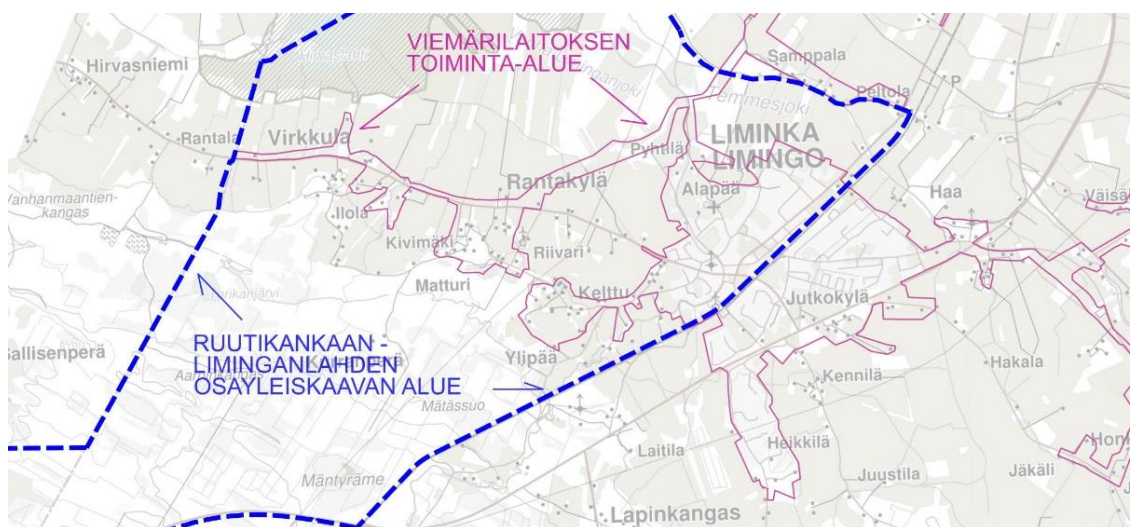 VIEMÄRILAITOKSEN
TOIMINTA-ALUE
Samppala
Hirvasniemi
Peltola
P
Temmesjoki
Rantala
Virkkula
LIMINKA
LIMINGO
Pyhtilä
Rantakylä
Alapää
Haa
Väisä
Vanhanmaantien-
kangas
Ilola
Kivimäki
Riivari
Matturi
Kelttu
Jutkokylä
RUUTIKANKAAN -
LIMINGANLAHDEN
OSAYLEISKAAVAN ALUE
Ylipää
Hakala
Kennilä
Mätässuo
Laitila
Heikkilä
Mäntyräme
Juustila
Jäkäli
Lapinkangas